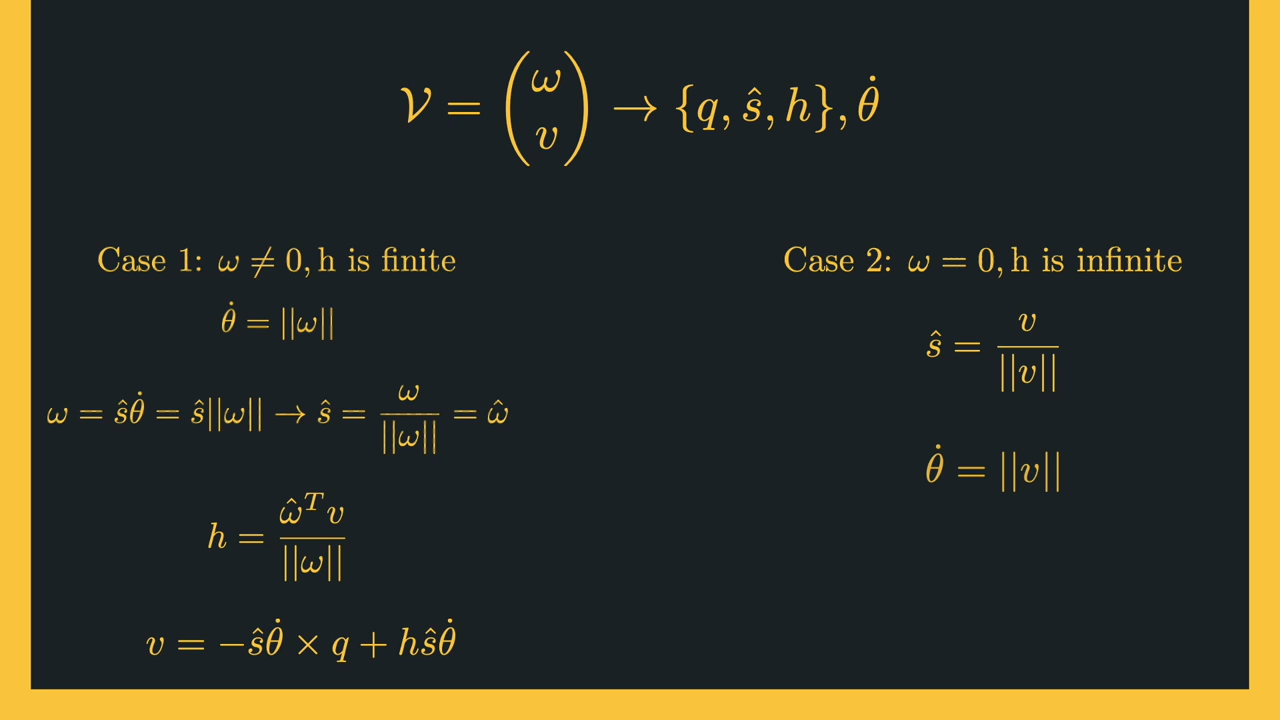 𝒱 = (ω v) → {q, ŝ, h}, θ̇
Case 1: ω ≠ 0, h is finite
θ̇ = ||ω||
ω = ŝθ̇ = ŝ||ω|| → ŝ = ω / ||ω|| = ω̂
h = ω̂ᵀv / ||ω||
v = −ŝθ̇ × q + hŝθ̇
Case 2: ω = 0, h is infinite
ŝ = v / ||v||
θ̇ = ||v||